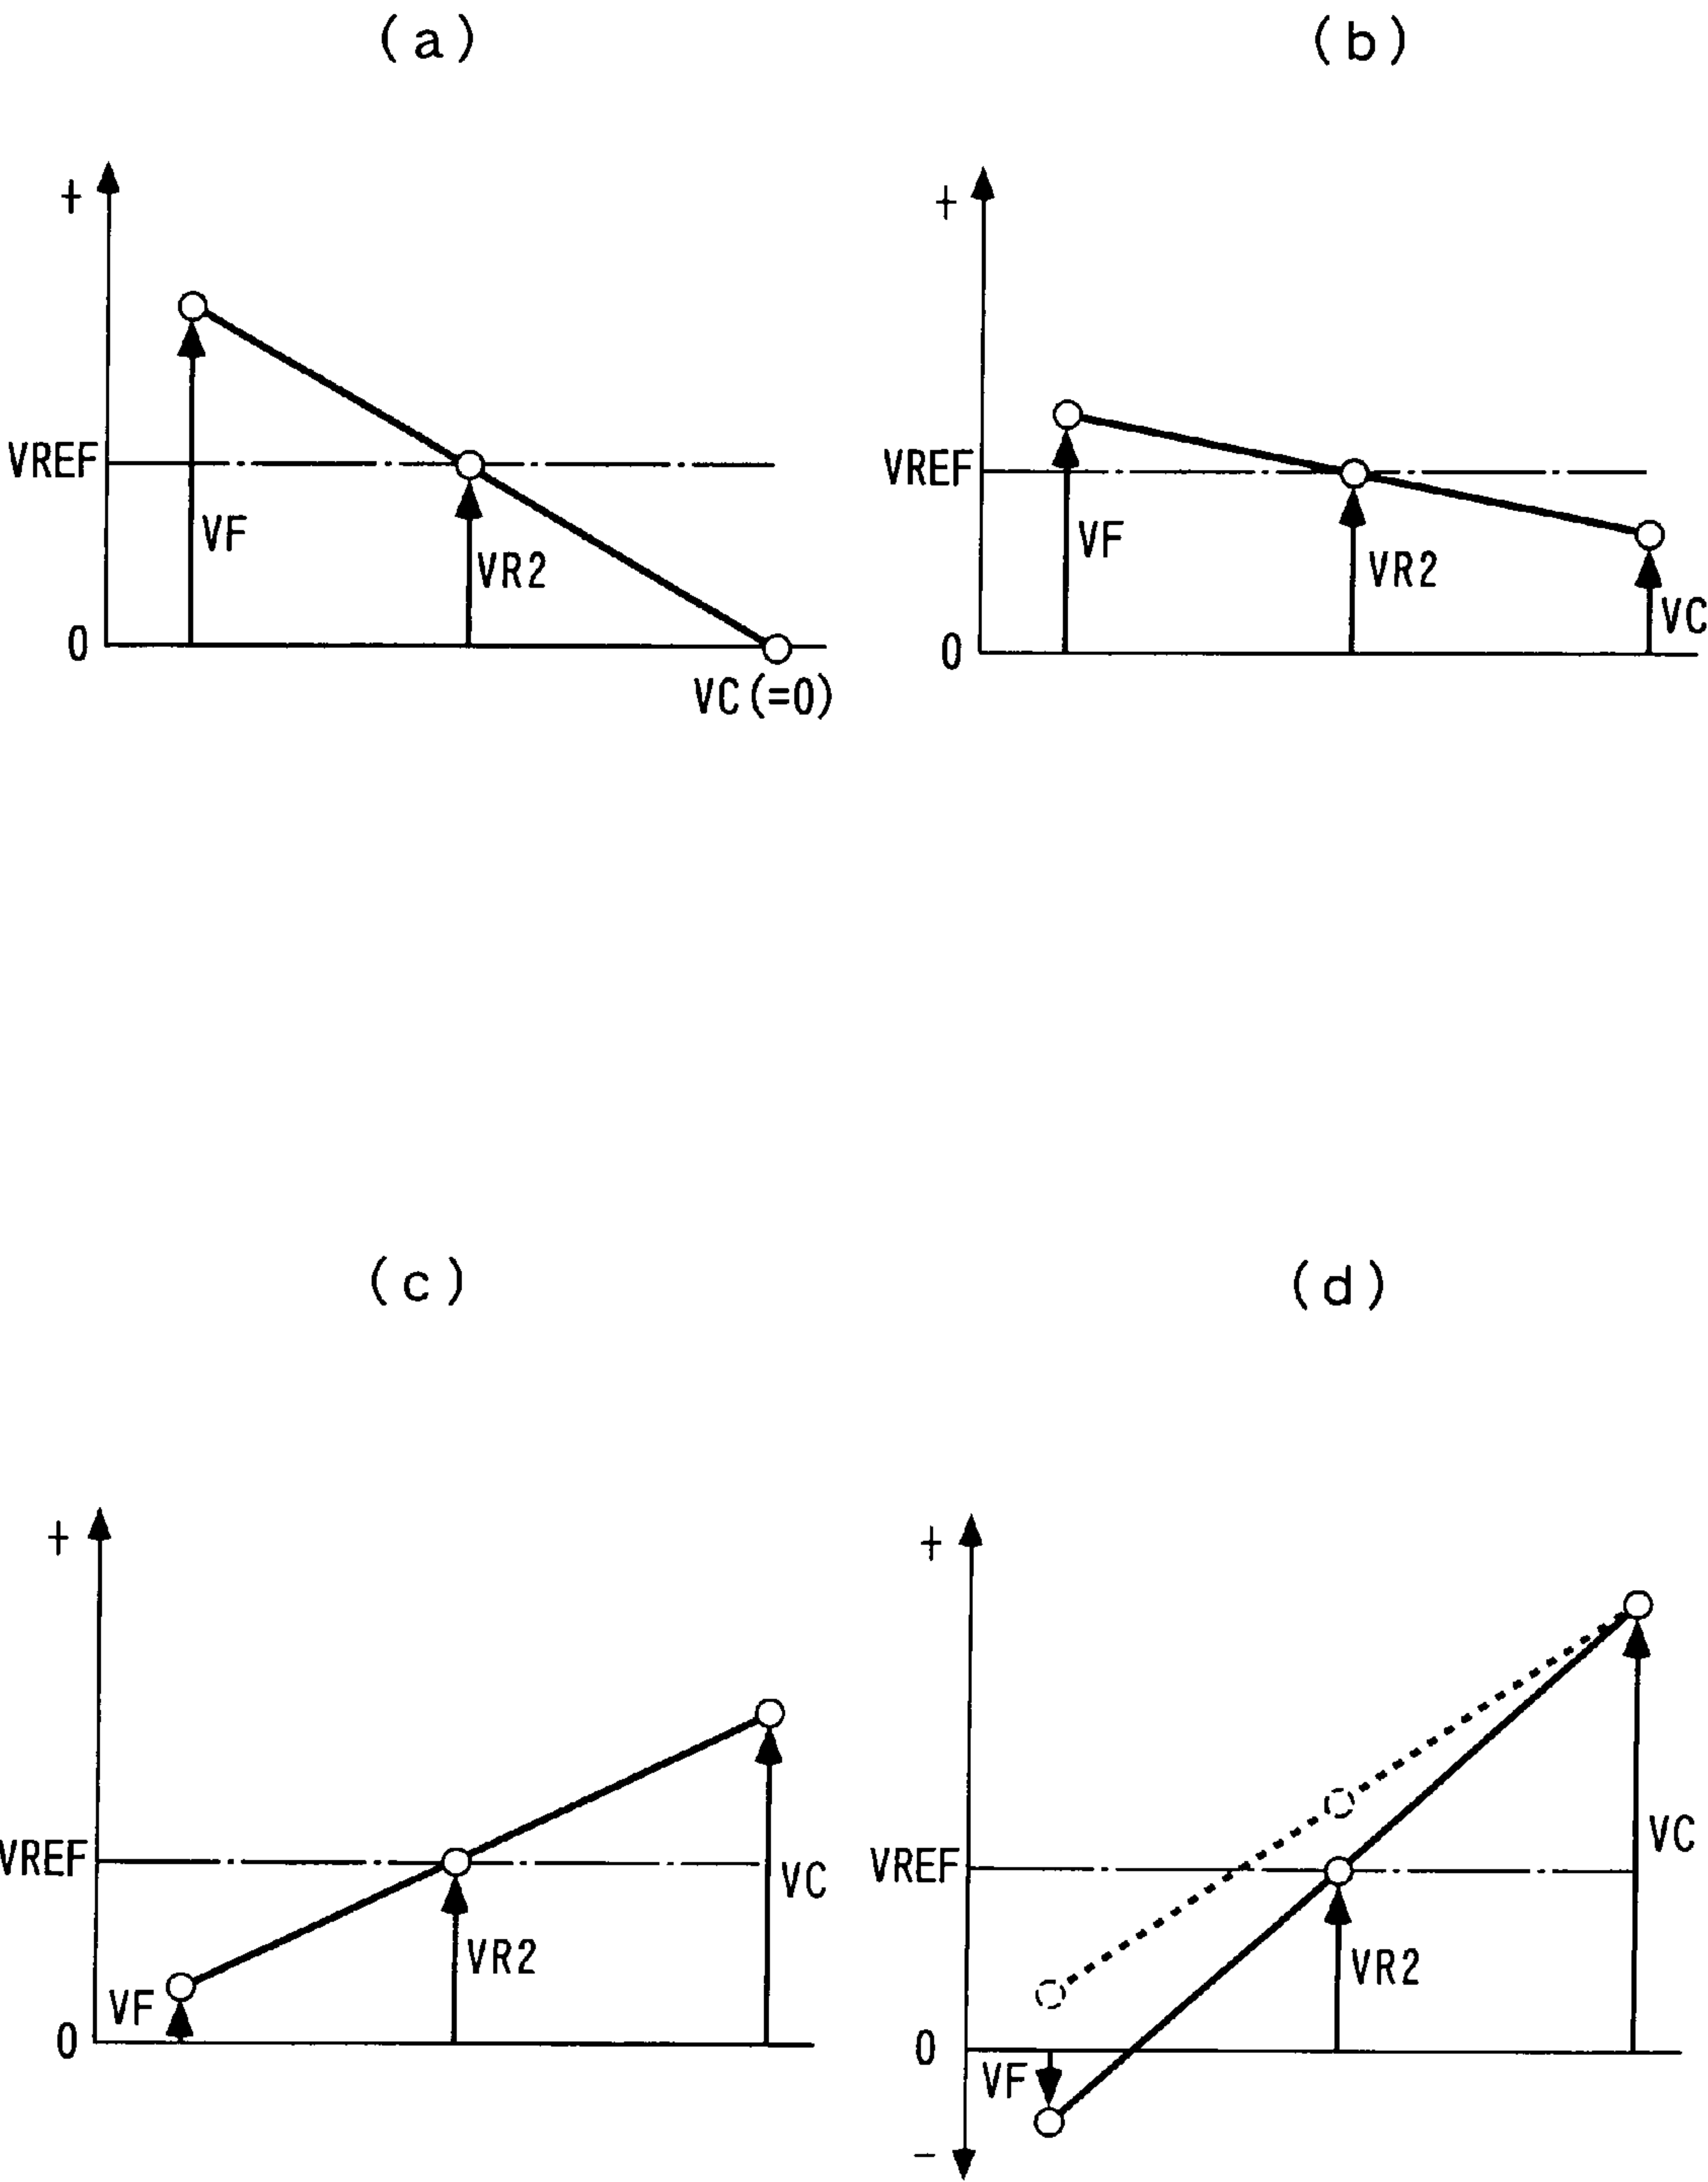 (a)
+
VREF
VF
VR2
0
VC(=0)
(b)
+
VREF
VF
VR2
VC
0
(c)
+
VREF
VC
VR2
VF
0
(d)
+
VC
VREF
VR2
0
VF
-